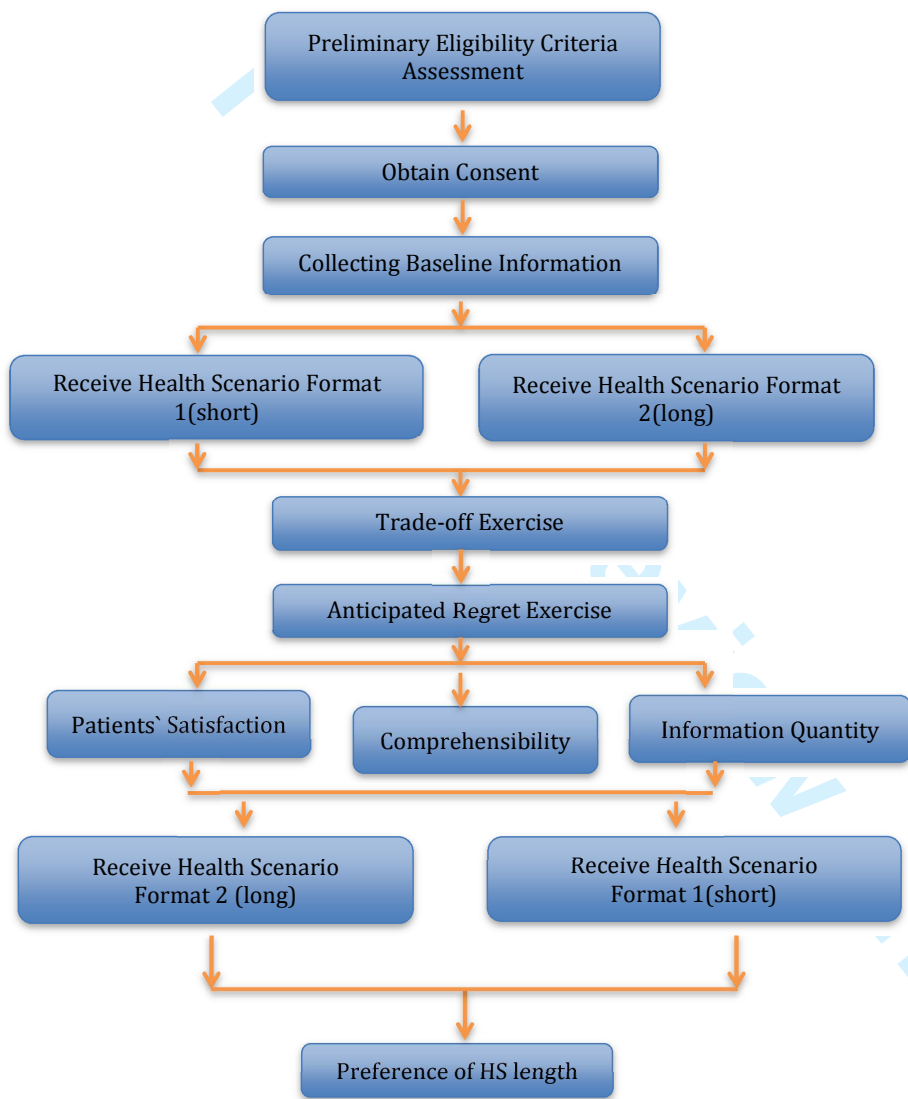 Preliminary Eligibility Criteria
Assessment
Obtain Consent
Collecting Baseline Information
Receive Health Scenario Format
1(short)
Receive Health Scenario Format
2(long)
Trade-off Exercise
Anticipated Regret Exercise
Patients` Satisfaction
Comprehensibility
Information Quantity
Receive Health Scenario
Format 2 (long)
Receive Health Scenario
Format 1(short)
Preference of HS length